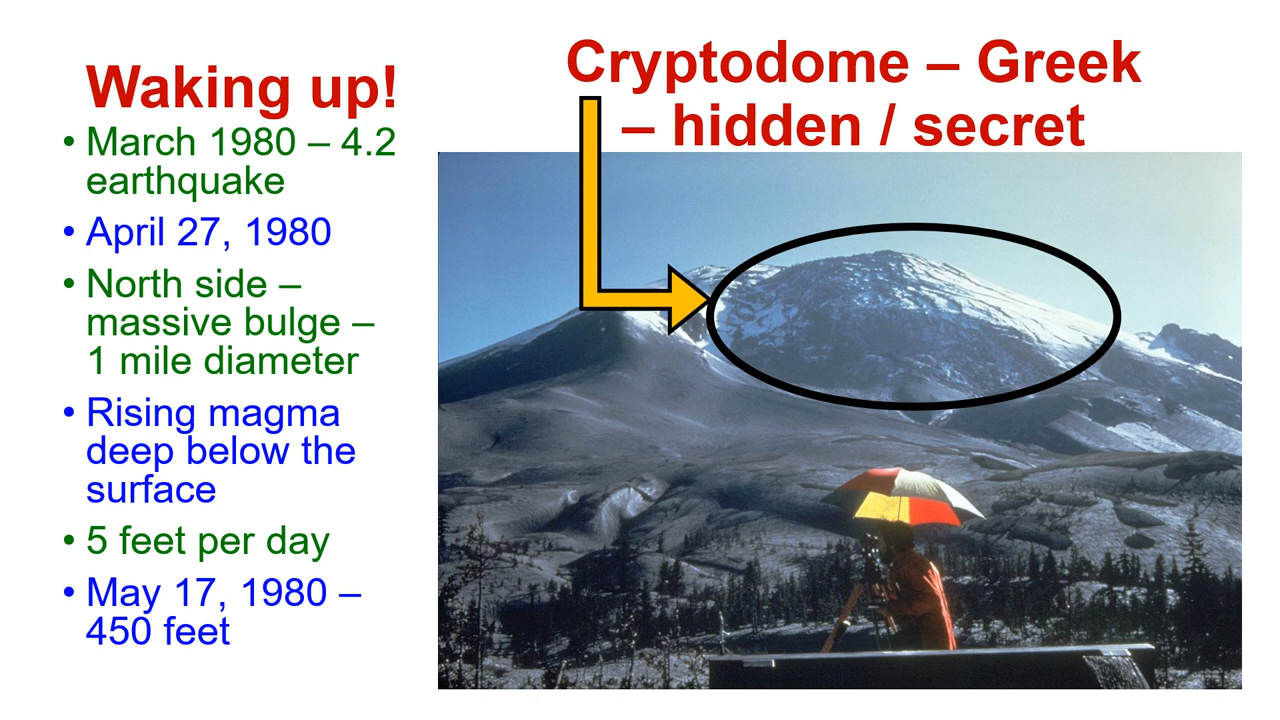 Waking up!
• March 1980 – 4.2
earthquake
• April 27, 1980
• North side –
massive bulge –
1 mile diameter
• Rising magma
deep below the
surface
• 5 feet per day
• May 17, 1980 –
450 feet
Cryptodome – Greek
– hidden / secret